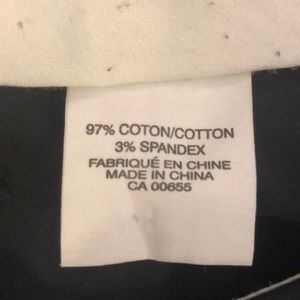 97% COTON/COTTON
3% SPANDEX
FABRIQUÉ EN CHINE
MADE IN CHINA
CA 00655